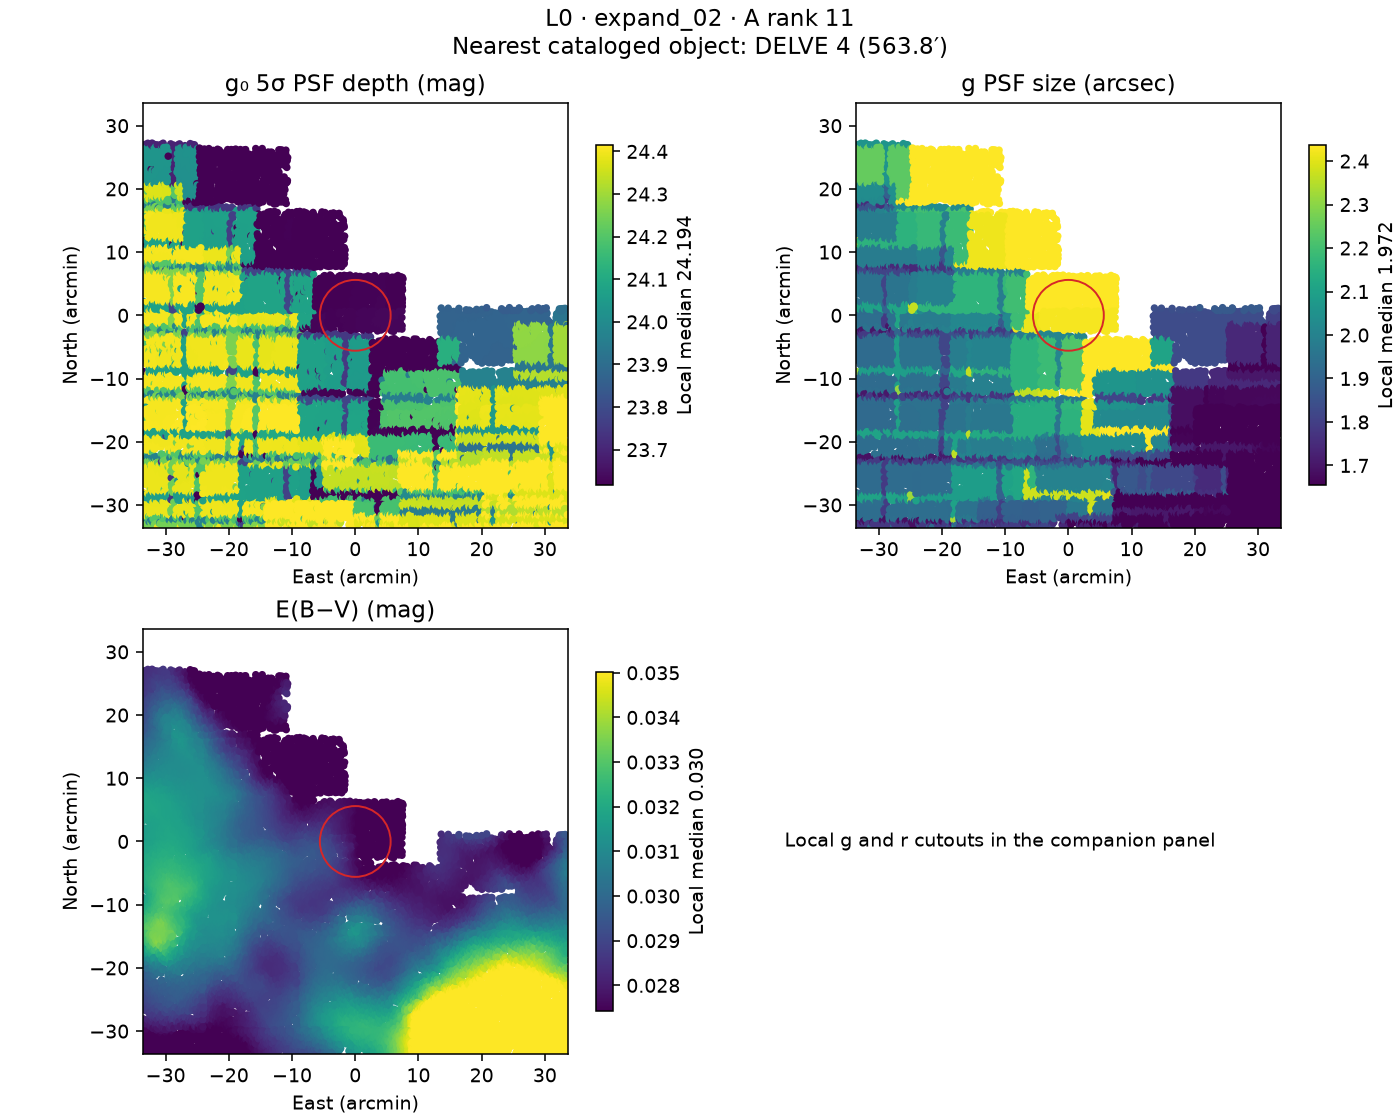 L0 · expand_02 · A rank 11
Nearest cataloged object: DELVE 4 (563.8′)
g₀ 5σ PSF depth (mag)
30
20
10
0
−10
−20
−30
North (arcmin)
−30 −20 −10 0 10 20 30
East (arcmin)
24.4
24.3
24.2
24.1
24.0
23.9
23.8
23.7
Local median 24.194
g PSF size (arcsec)
30
20
10
0
−10
−20
−30
North (arcmin)
−30 −20 −10 0 10 20 30
East (arcmin)
2.4
2.3
2.2
2.1
2.0
1.9
1.8
1.7
Local median 1.972
E(B−V) (mag)
30
20
10
0
−10
−20
−30
North (arcmin)
−30 −20 −10 0 10 20 30
East (arcmin)
0.035
0.034
0.033
0.032
0.031
0.030
0.029
0.028
Local median 0.030
Local g and r cutouts in the companion panel